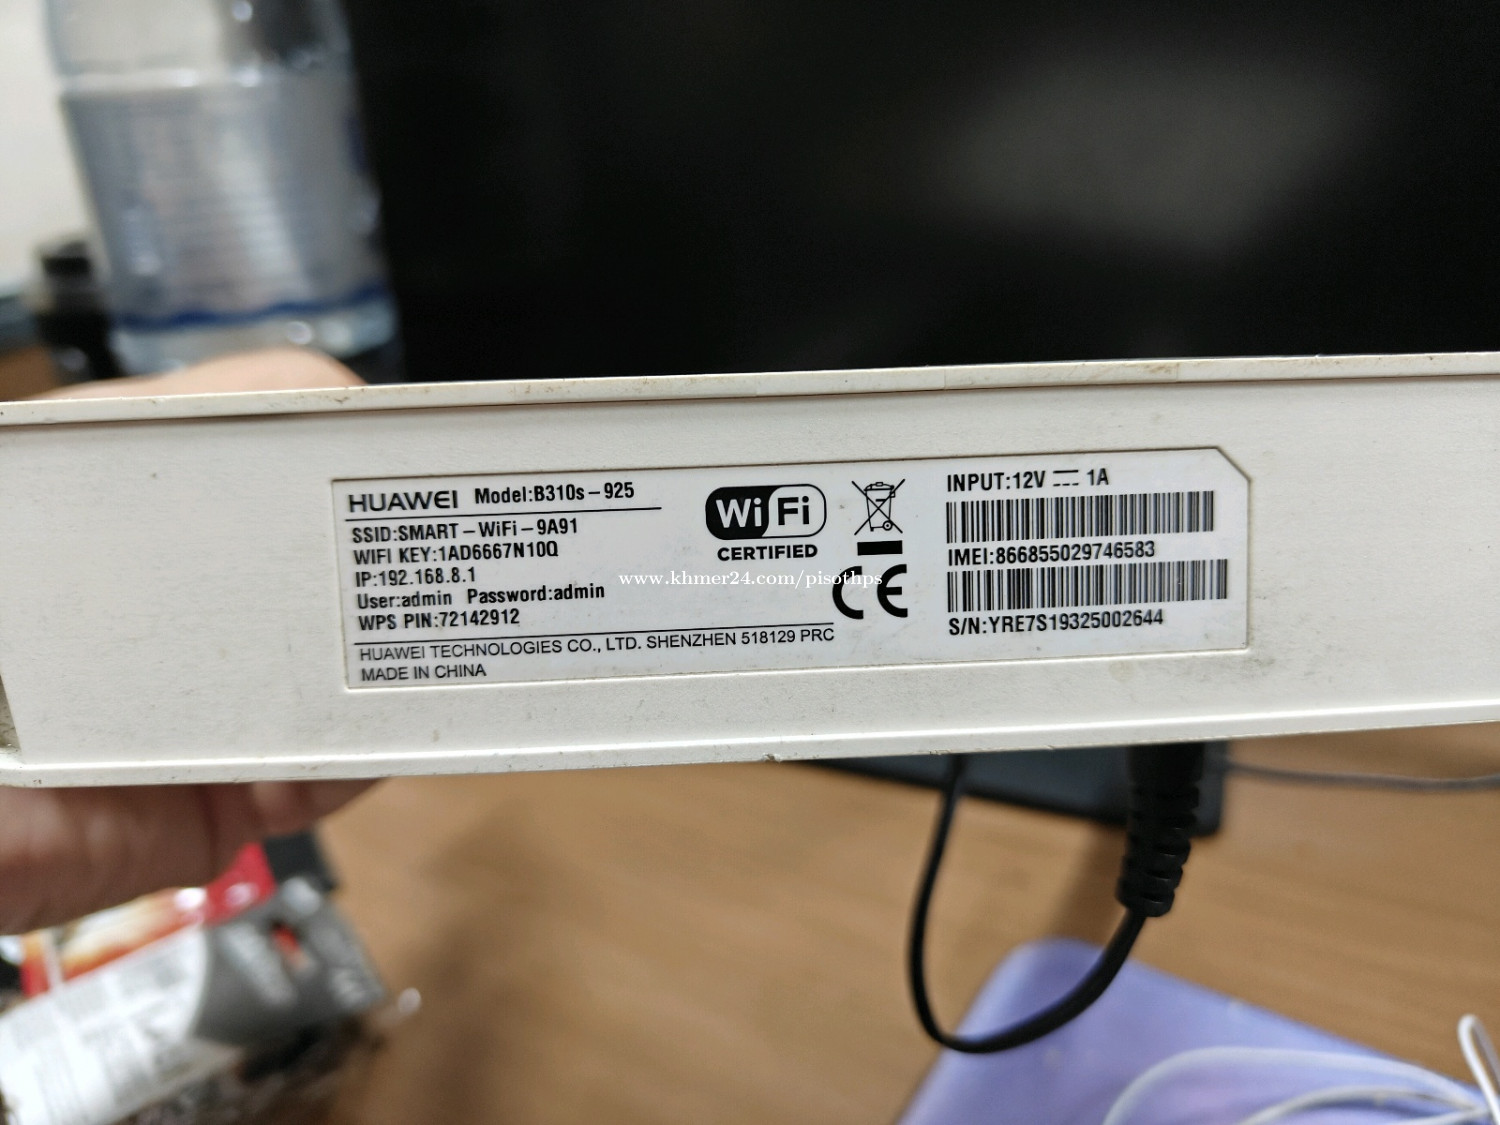 HUAWEI Model:B310s-925
SSID:SMART-WiFi-9A91
WIFI KEY:1AD6667N10Q
IP:192.168.8.1
User:admin Password:admin
WPS PIN:72142912
HUAWEI TECHNOLOGIES CO., LTD. SHENZHEN 518129 PRC
MADE IN CHINA
WiFi
CERTIFIED
CE
INPUT:12V ⎓ 1A
IMEI:866855029746583
S/N:YRE7S19325002644
www.khmer24.com/pisothps